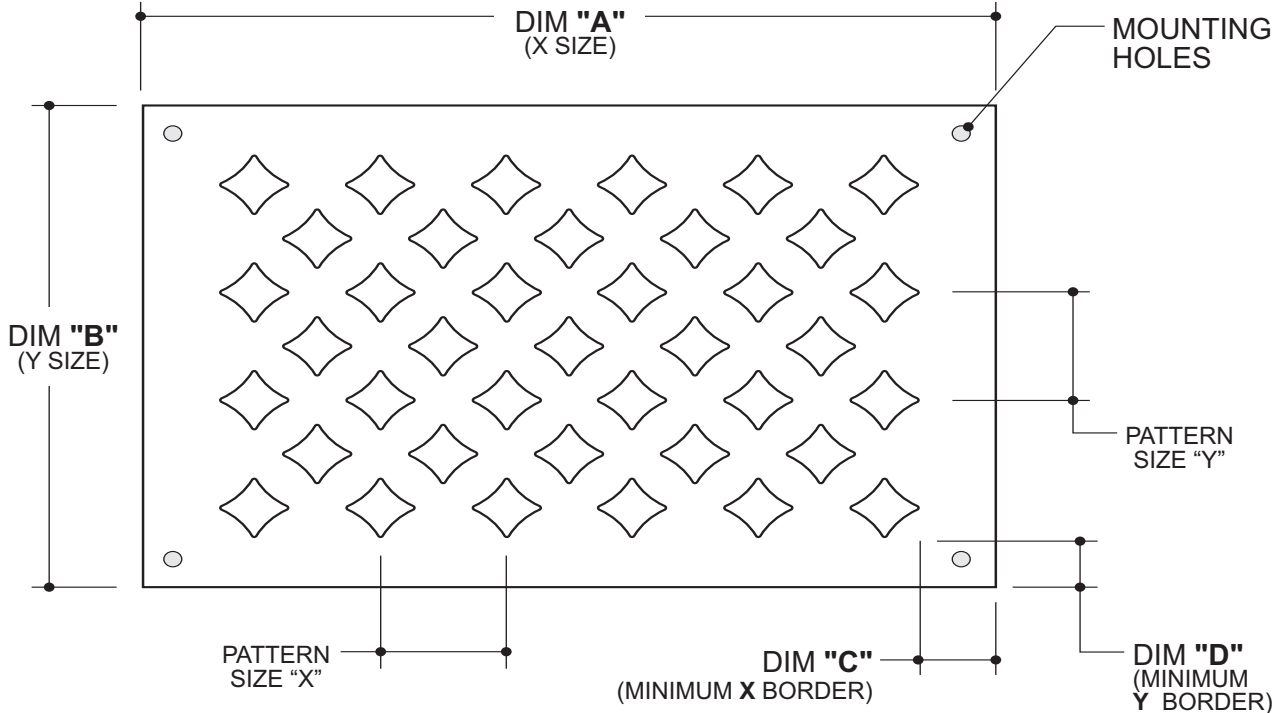 DIM "A"
(X SIZE)
MOUNTING
HOLES
DIM "B"
(Y SIZE)
PATTERN
SIZE “Y”
PATTERN
SIZE “X”
DIM "C"
(MINIMUM X BORDER)
DIM "D"
(MINIMUM
Y BORDER)